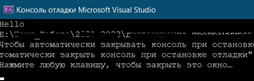 Консоль отладки Microsoft Visual Studio
Hello
Чтобы автоматически закрывать консоль при остановке
томатически закрыть консоль при остановке отладки"
Нажмите любую клавишу, чтобы закрыть это окно…